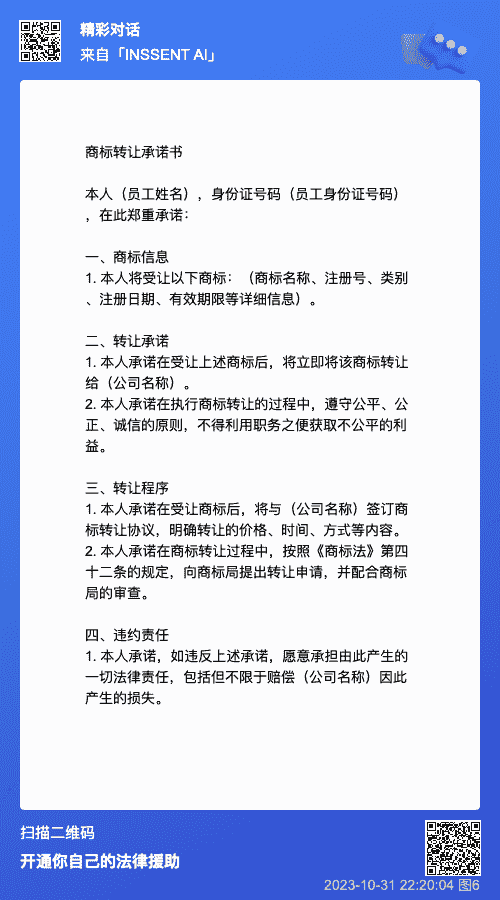 精彩对话
来自「INSSENT AI」
商标转让承诺书
本人（员工姓名），身份证号码（员工身份证号码）
，在此郑重承诺：
一、商标信息
1. 本人将受让以下商标：（商标名称、注册号、类别
、注册日期、有效期限等详细信息）。
二、转让承诺
1. 本人承诺在受让上述商标后，将立即将该商标转让
给（公司名称）。
2. 本人承诺在执行商标转让的过程中，遵守公平、公
正、诚信的原则，不得利用职务之便获取不公平的利
益。
三、转让程序
1. 本人承诺在受让商标后，将与（公司名称）签订商
标转让协议，明确转让的价格、时间、方式等内容。
2. 本人承诺在商标转让过程中，按照《商标法》第四
十二条的规定，向商标局提出转让申请，并配合商标
局的审查。
四、违约责任
1. 本人承诺，如违反上述承诺，愿意承担由此产生的
一切法律责任，包括但不限于赔偿（公司名称）因此
产生的损失。
扫描二维码
开通你自己的法律援助
2023-10-31 22:20:04 图6